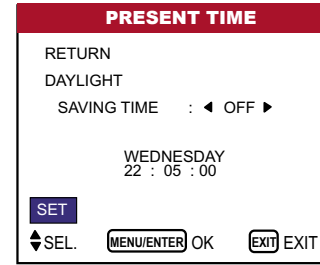 PRESENT TIME
RETURN
DAYLIGHT
SAVING TIME : ◀ OFF ▶
WEDNESDAY
22 : 05 : 00
SET
SEL. MENU/ENTER OK EXIT EXIT